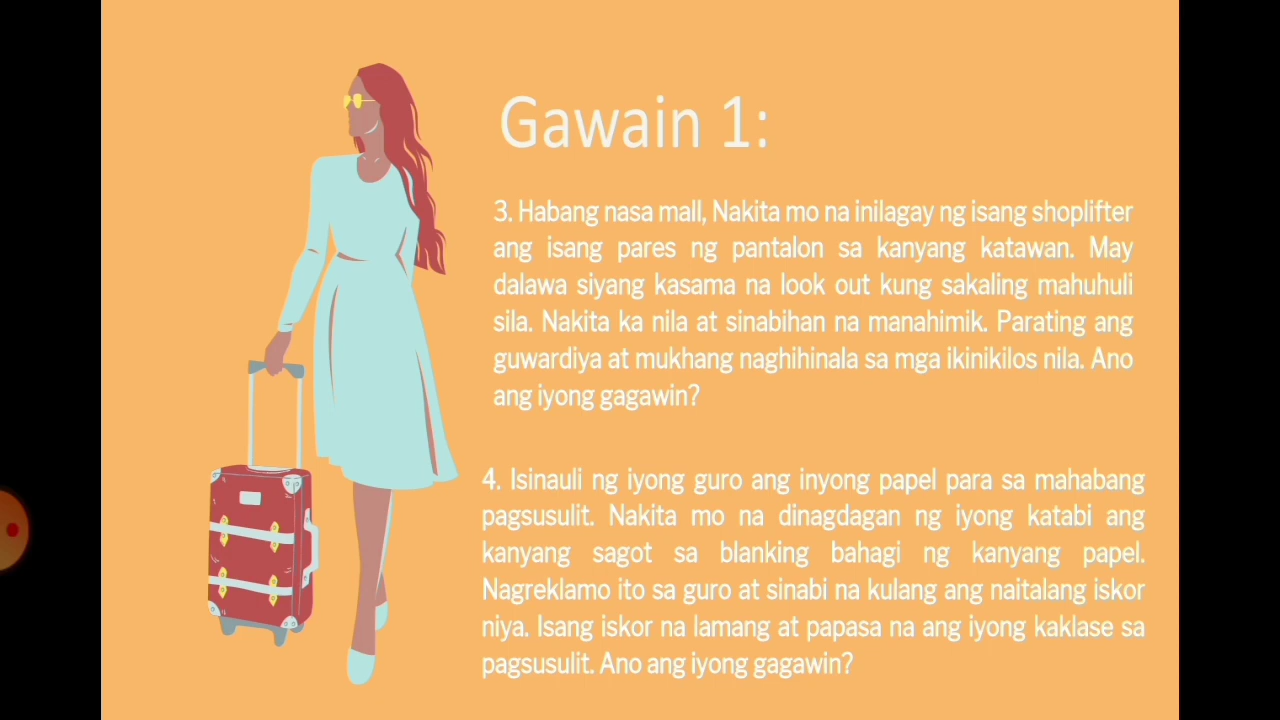 Gawain 1:
3. Habang nasa mall, Nakita mo na inilagay ng isang shoplifter
ang isang pares ng pantalon sa kanyang katawan. May
dalawa siyang kasama na look out kung sakaling mahuhuli
sila. Nakita ka nila at sinabihan na manahimik. Parating ang
guwardiya at mukhang naghihinala sa mga ikinikilos nila. Ano
ang iyong gagawin?
4. Isinauli ng iyong guro ang inyong papel para sa mahabang
pagsusulit. Nakita mo na dinagdagan ng iyong katabi ang
kanyang sagot sa blanking bahagi ng kanyang papel.
Nagreklamo ito sa guro at sinabi na kulang ang naitalang iskor
niya. Isang iskor na lamang at papasa na ang iyong kaklase sa
pagsusulit. Ano ang iyong gagawin?